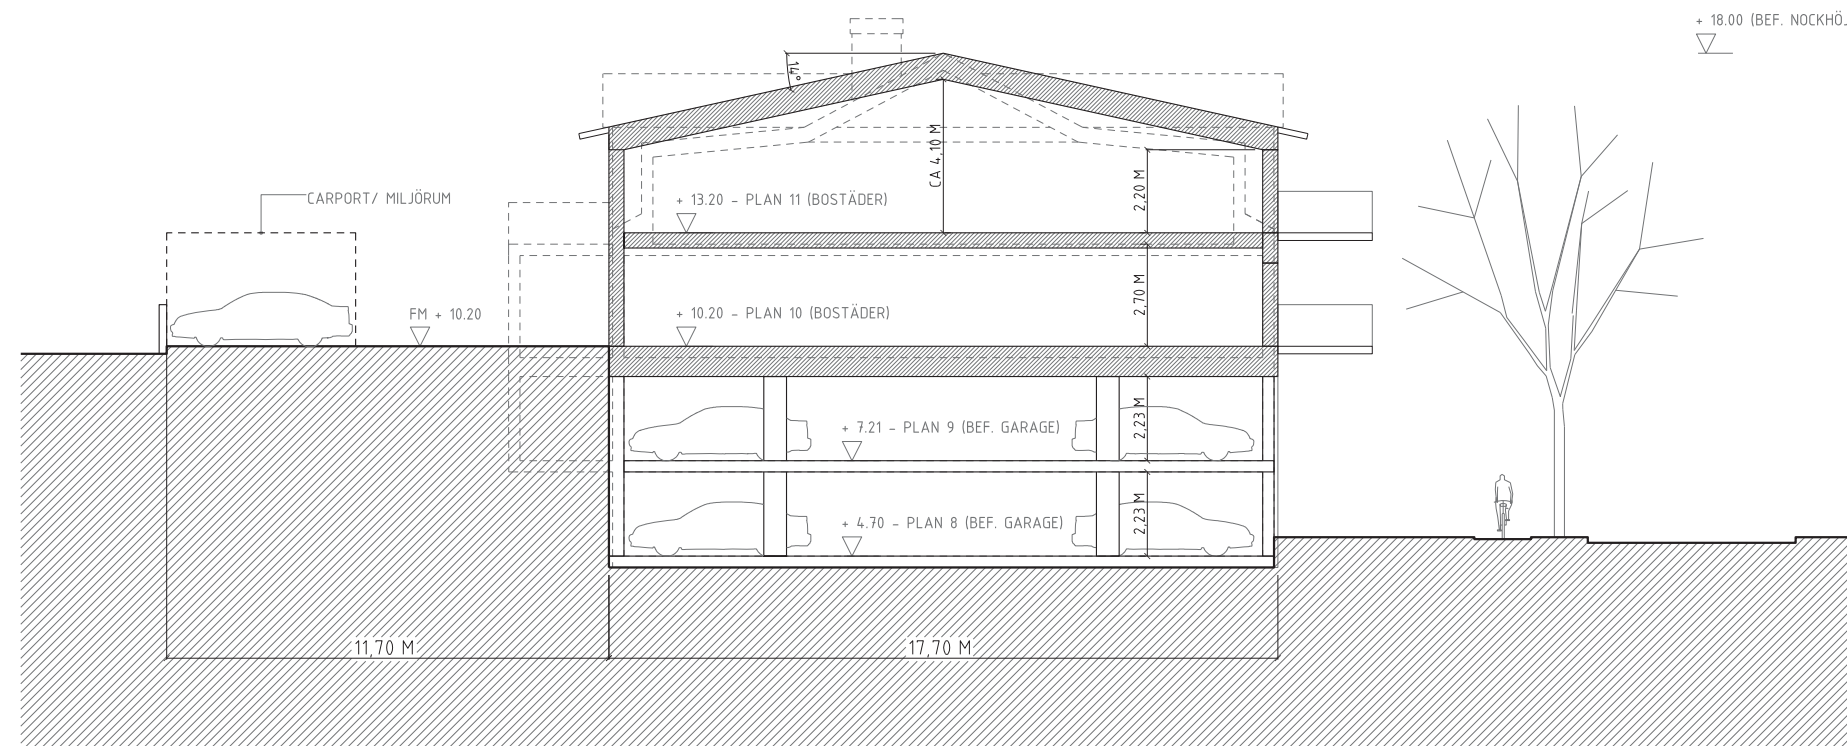 + 18.00 (BEF. NOCKHÖ
14°
CA 4,10 M
2,20 M
CARPORT/ MILJÖRUM
+ 13.20 - PLAN 11 (BOSTÄDER)
2,70 M
FM + 10.20
+ 10.20 - PLAN 10 (BOSTÄDER)
2,23 M
+ 7.21 - PLAN 9 (BEF. GARAGE)
2,23 M
+ 4.70 - PLAN 8 (BEF. GARAGE)
11,70 M
17,70 M